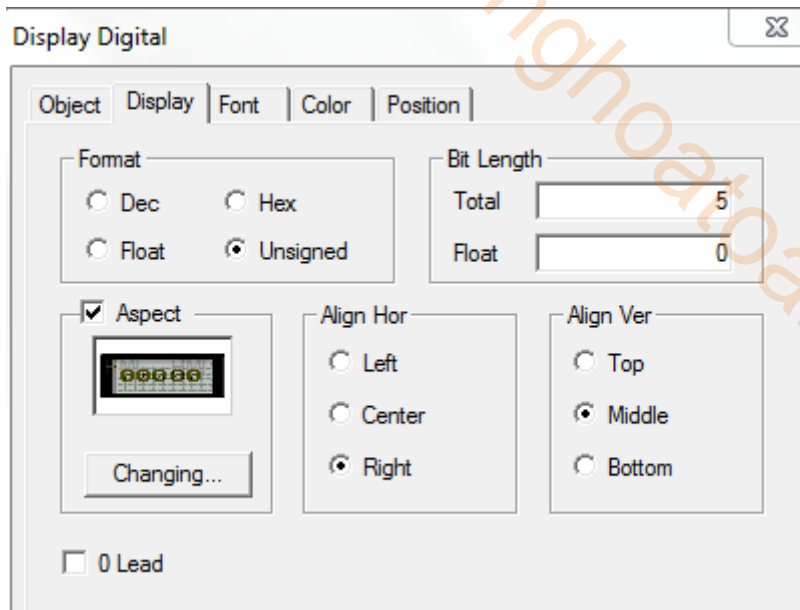 Display Digital
Object Display Font Color Position
Format
Dec Hex
Float Unsigned
Bit Length
Total 5
Float 0
Aspect
Changing...
Align Hor
Left
Center
Right
Align Ver
Top
Middle
Bottom
0 Lead
nghoatoa